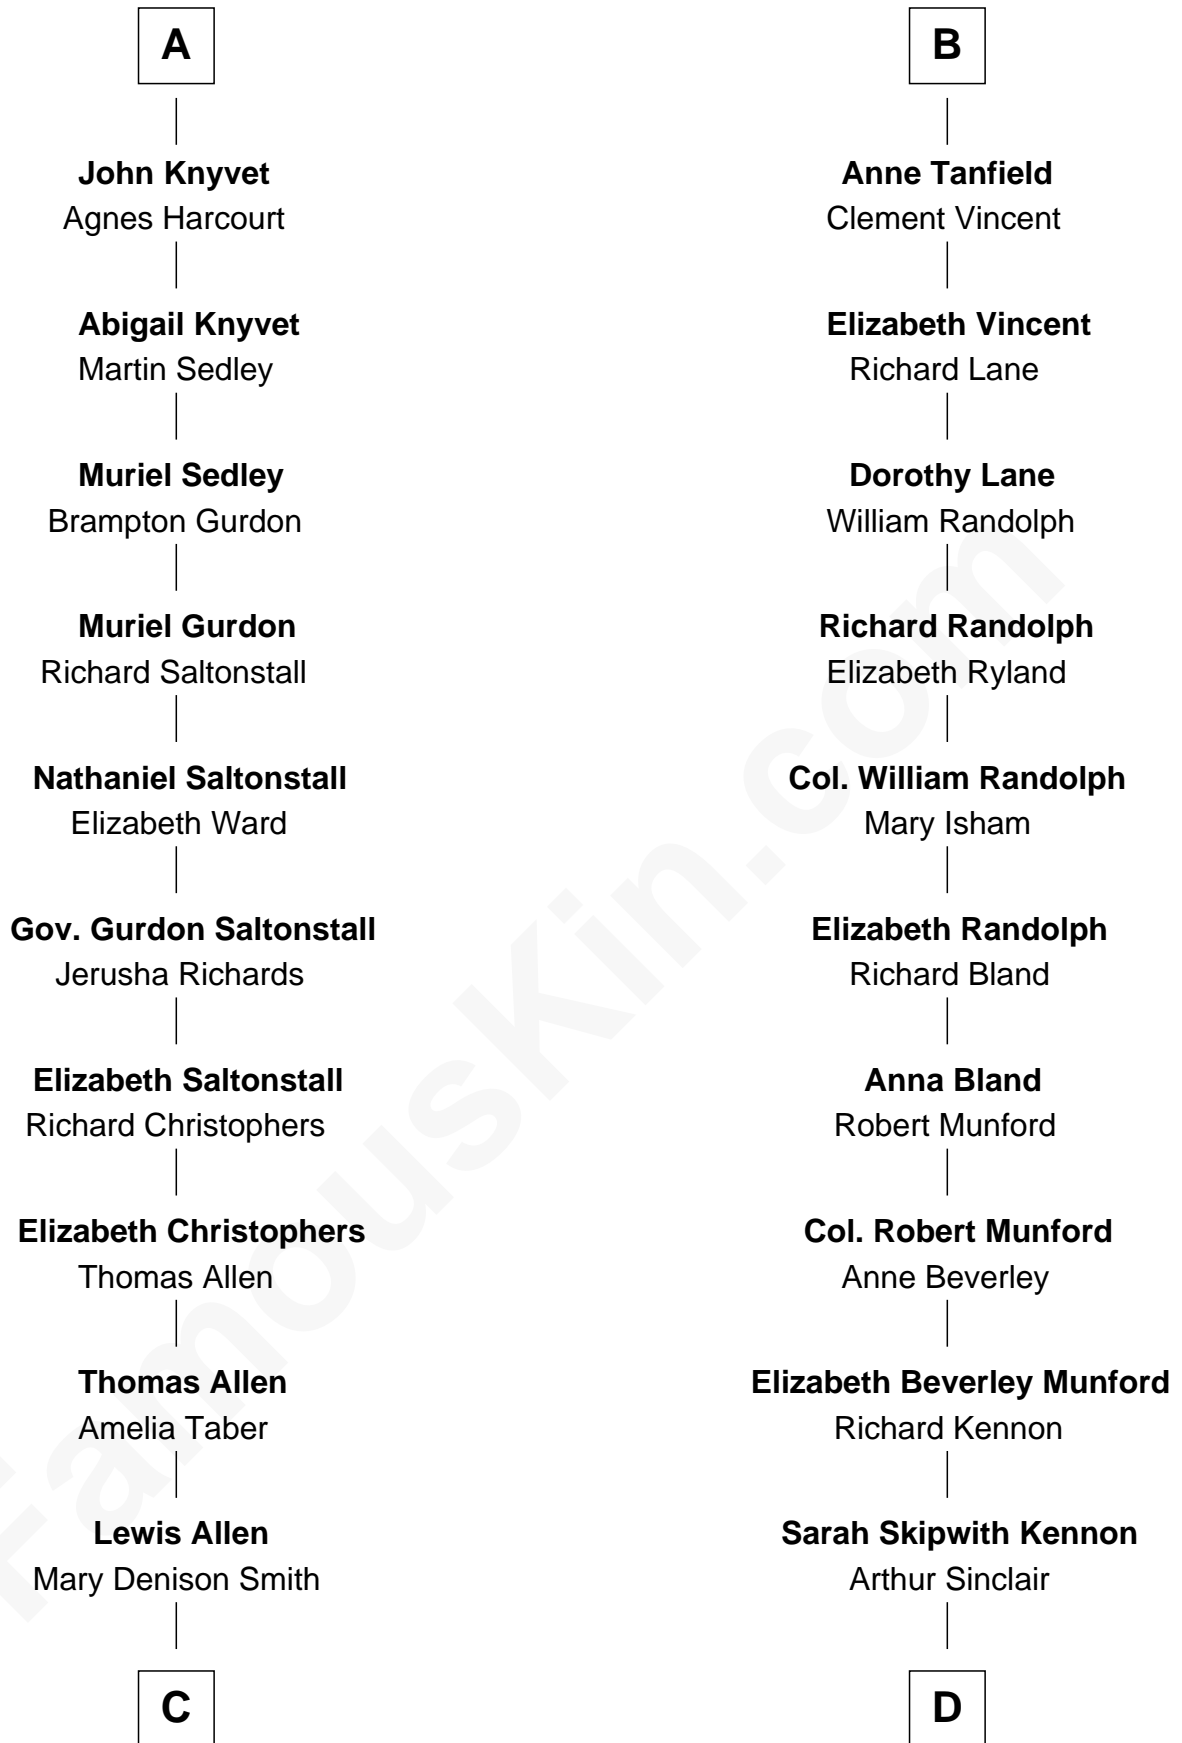 A
John Knyvet
Agnes Harcourt
Abigail Knyvet
Martin Sedley
Muriel Sedley
Brampton Gurdon
Muriel Gurdon
Richard Saltonstall
Nathaniel Saltonstall
Elizabeth Ward
Gov. Gurdon Saltonstall
Jerusha Richards
Elizabeth Saltonstall
Richard Christophers
Elizabeth Christophers
Thomas Allen
Thomas Allen
Amelia Taber
Lewis Allen
Mary Denison Smith
C
B
Anne Tanfield
Clement Vincent
Elizabeth Vincent
Richard Lane
Dorothy Lane
William Randolph
Richard Randolph
Elizabeth Ryland
Col. William Randolph
Mary Isham
Elizabeth Randolph
Richard Bland
Anna Bland
Robert Munford
Col. Robert Munford
Anne Beverley
Elizabeth Beverley Munford
Richard Kennon
Sarah Skipwith Kennon
Arthur Sinclair
D
FamousKin.com